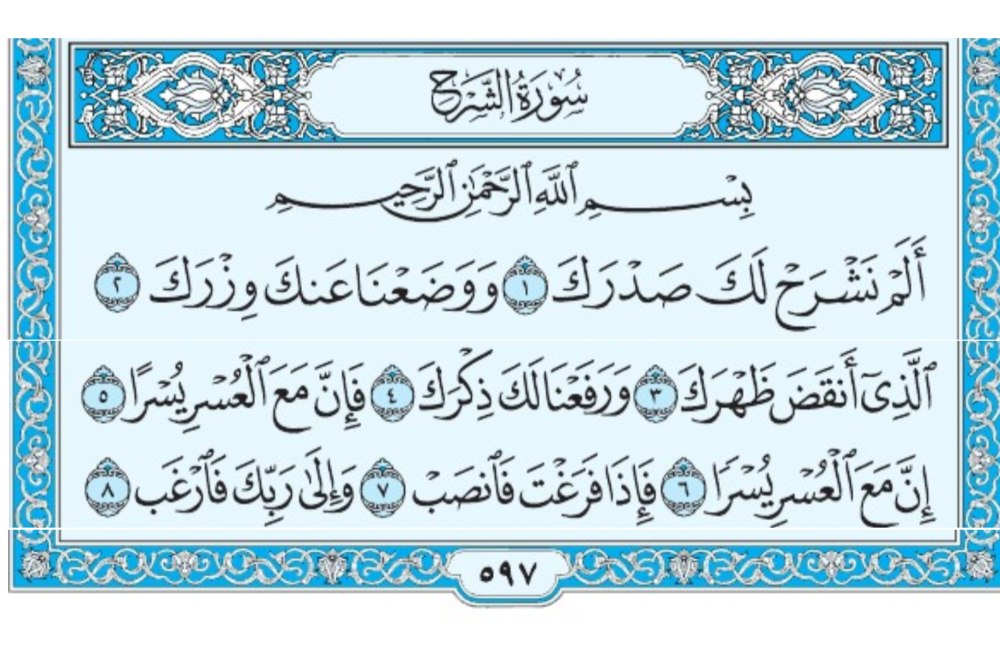 سُورَةُ الشَّرْحِ
بِسْمِ ٱللَّهِ ٱلرَّحْمَٰنِ ٱلرَّحِيمِ
أَلَمْ نَشْرَحْ لَكَ صَدْرَكَ ١ وَوَضَعْنَا عَنكَ وِزْرَكَ ٢
ٱلَّذِىٓ أَنقَضَ ظَهْرَكَ ٣ وَرَفَعْنَا لَكَ ذِكْرَكَ ٤ فَإِنَّ مَعَ ٱلْعُسْرِ يُسْرًا ٥
إِنَّ مَعَ ٱلْعُسْرِ يُسْرًا ٦ فَإِذَا فَرَغْتَ فَٱنصَبْ ٧ وَإِلَىٰ رَبِّكَ فَٱرْغَب ٨
٥٩٧